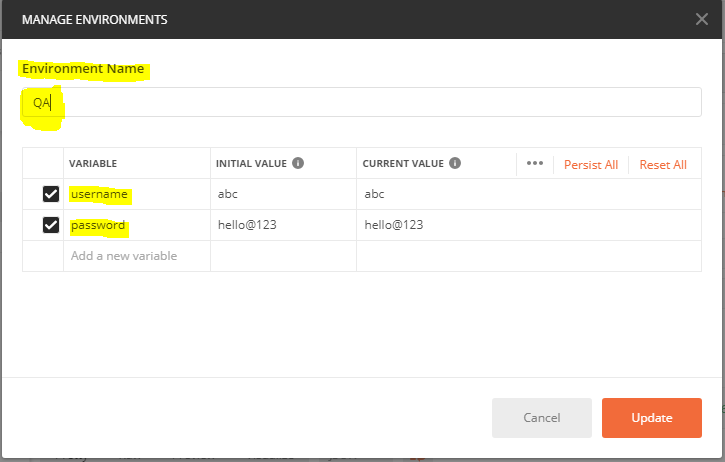 MANAGE ENVIRONMENTS
Environment Name
QA
VARIABLE INITIAL VALUE CURRENT VALUE ••• Persist All Reset All
username abc abc
password hello@123 hello@123
Add a new variable
Cancel Update